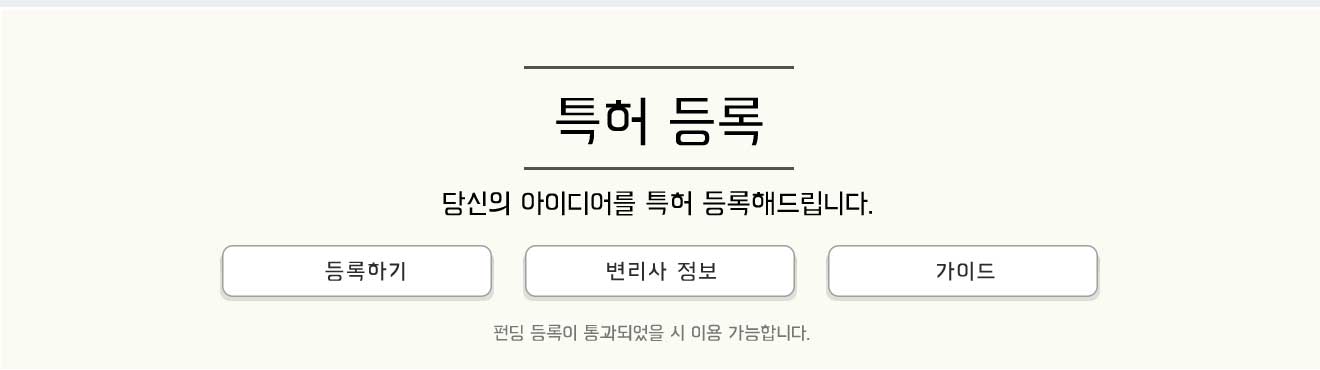 특허 등록
당신의 아이디어를 특허 등록해드립니다.
등록하기 변리사 정보 가이드
펀딩 등록이 통과되었을 시 이용 가능합니다.